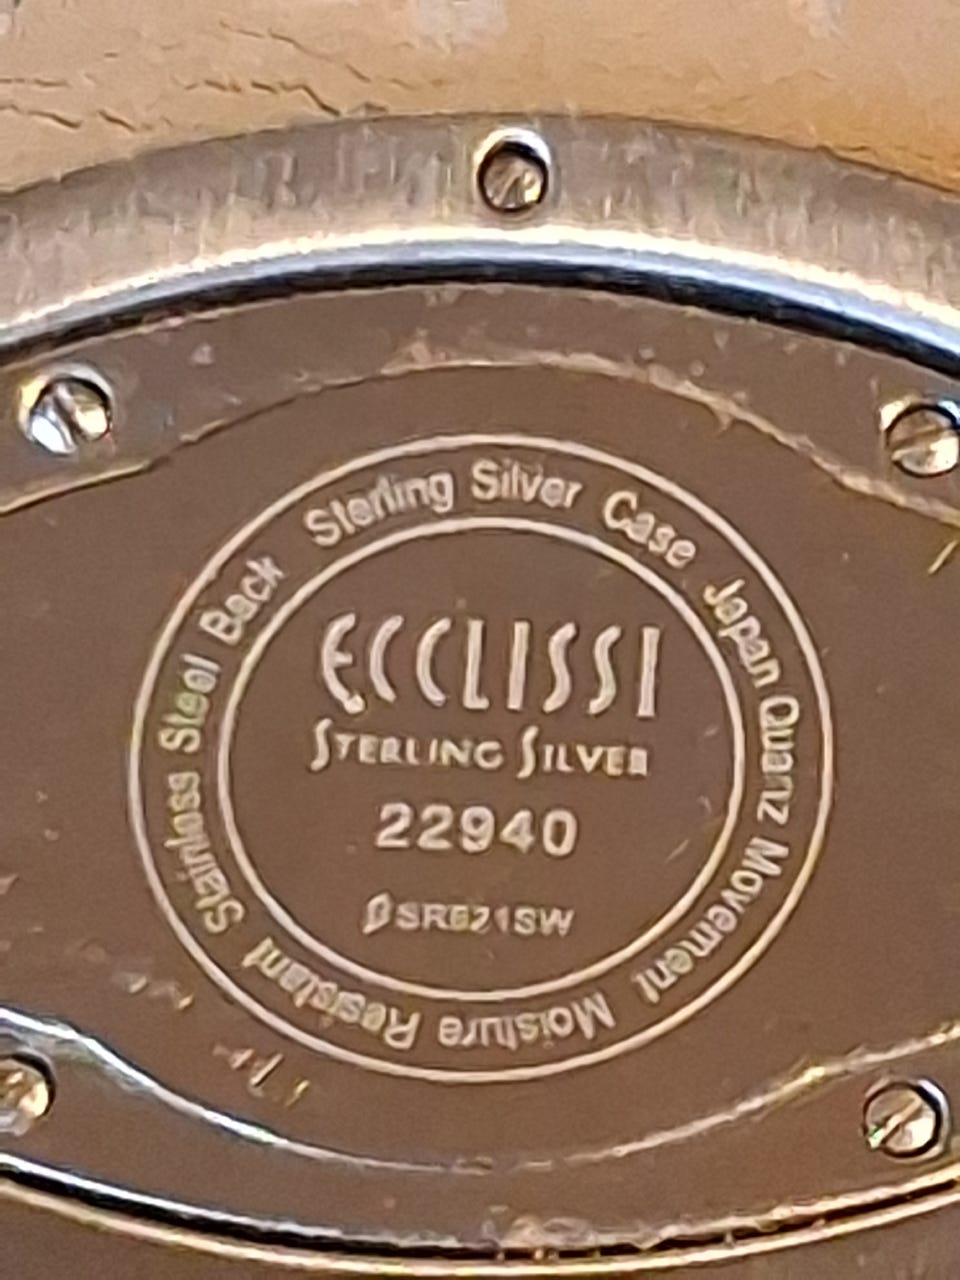 Stainless Steel Back Sterling Silver Case Japan Quartz Movement Moisture Resistant
ECCLISSI
STERLING SILVER
22940
SR621SW